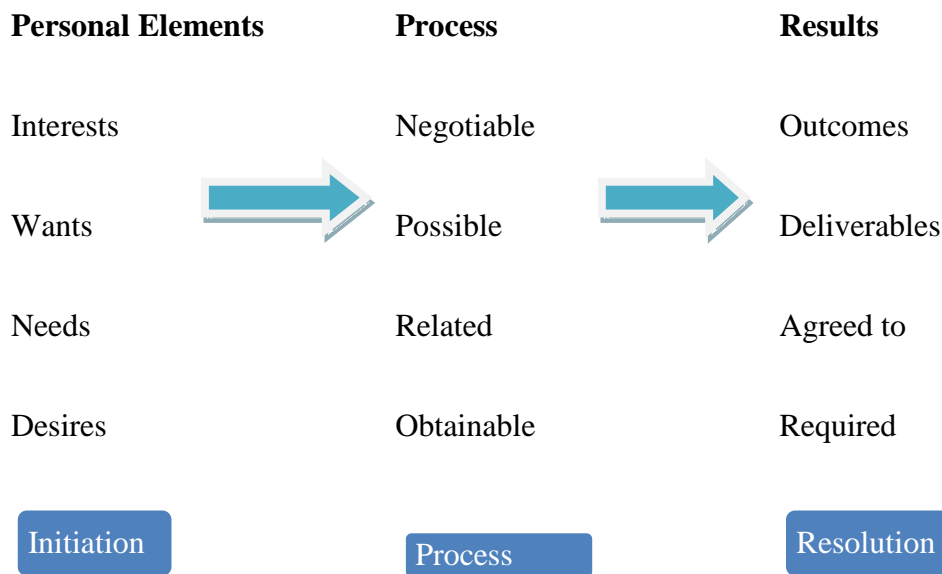 Personal Elements Process Results
Interests Negotiable Outcomes
Wants Possible Deliverables
Needs Related Agreed to
Desires Obtainable Required
Initiation Process Resolution